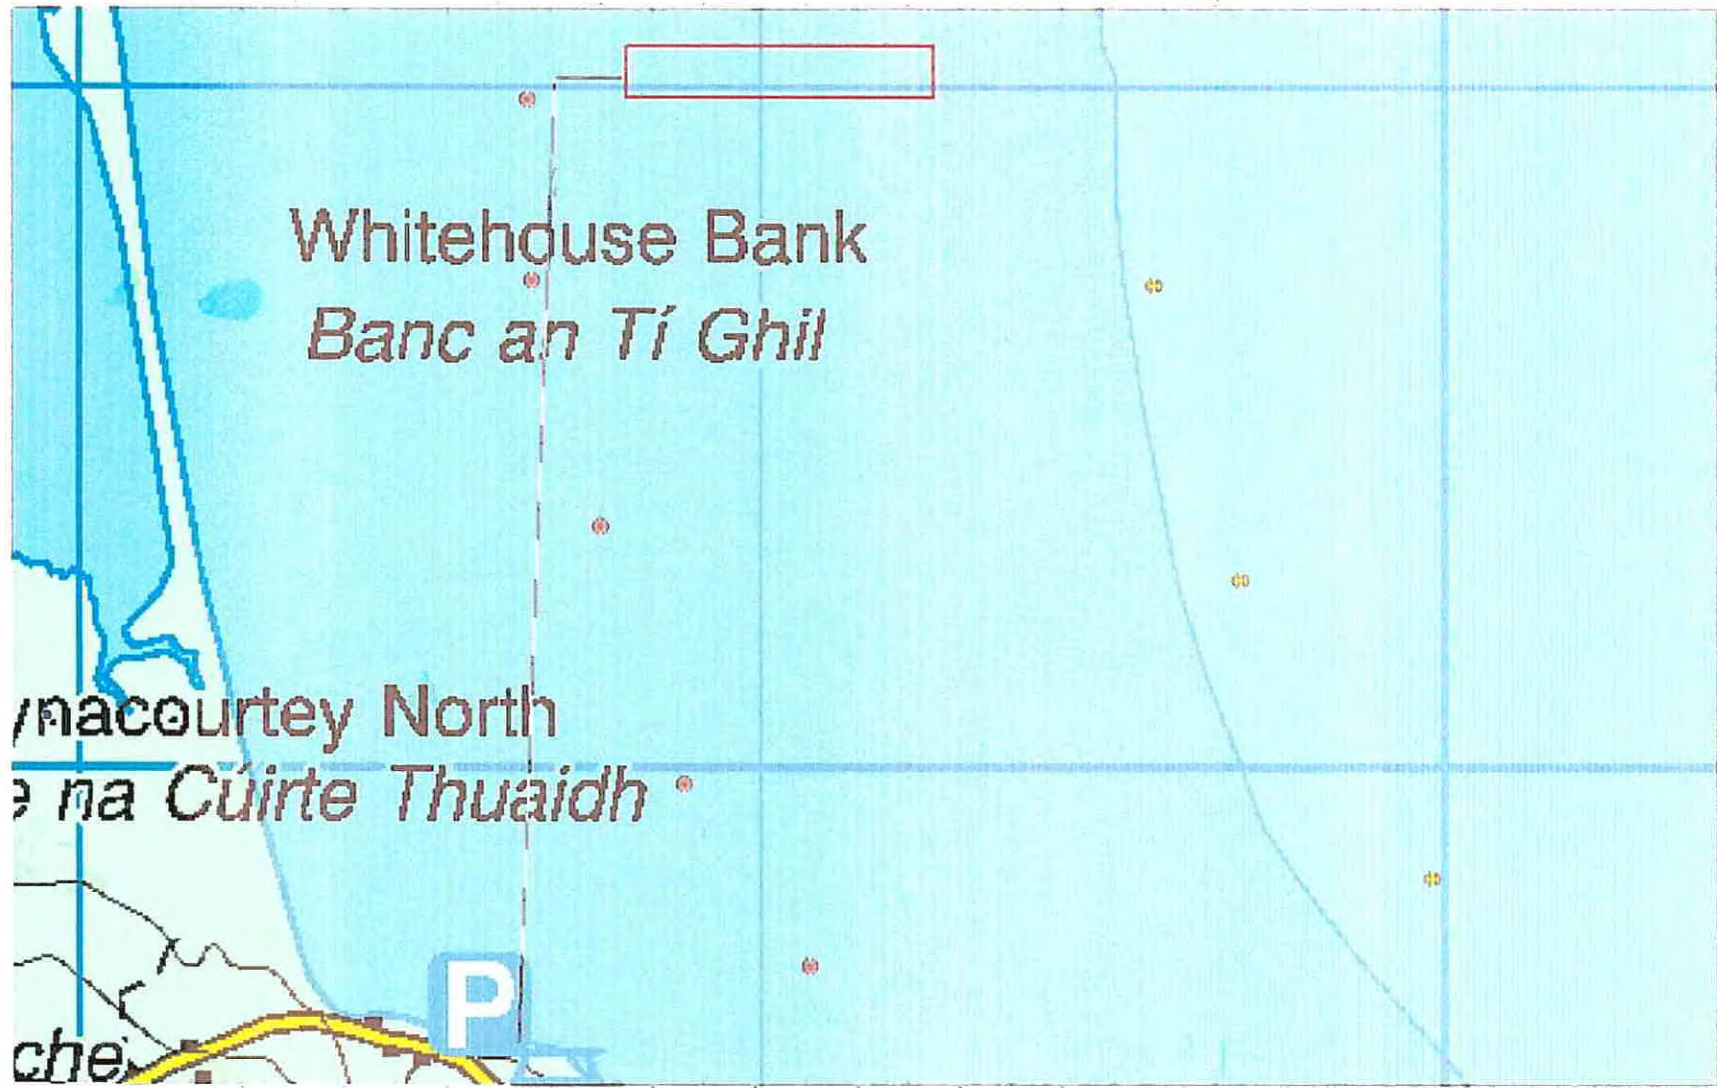 Whitehouse Bank
Banc an Tí Ghil
ynacourtey North
e na Cúirte Thuaidh
P
che